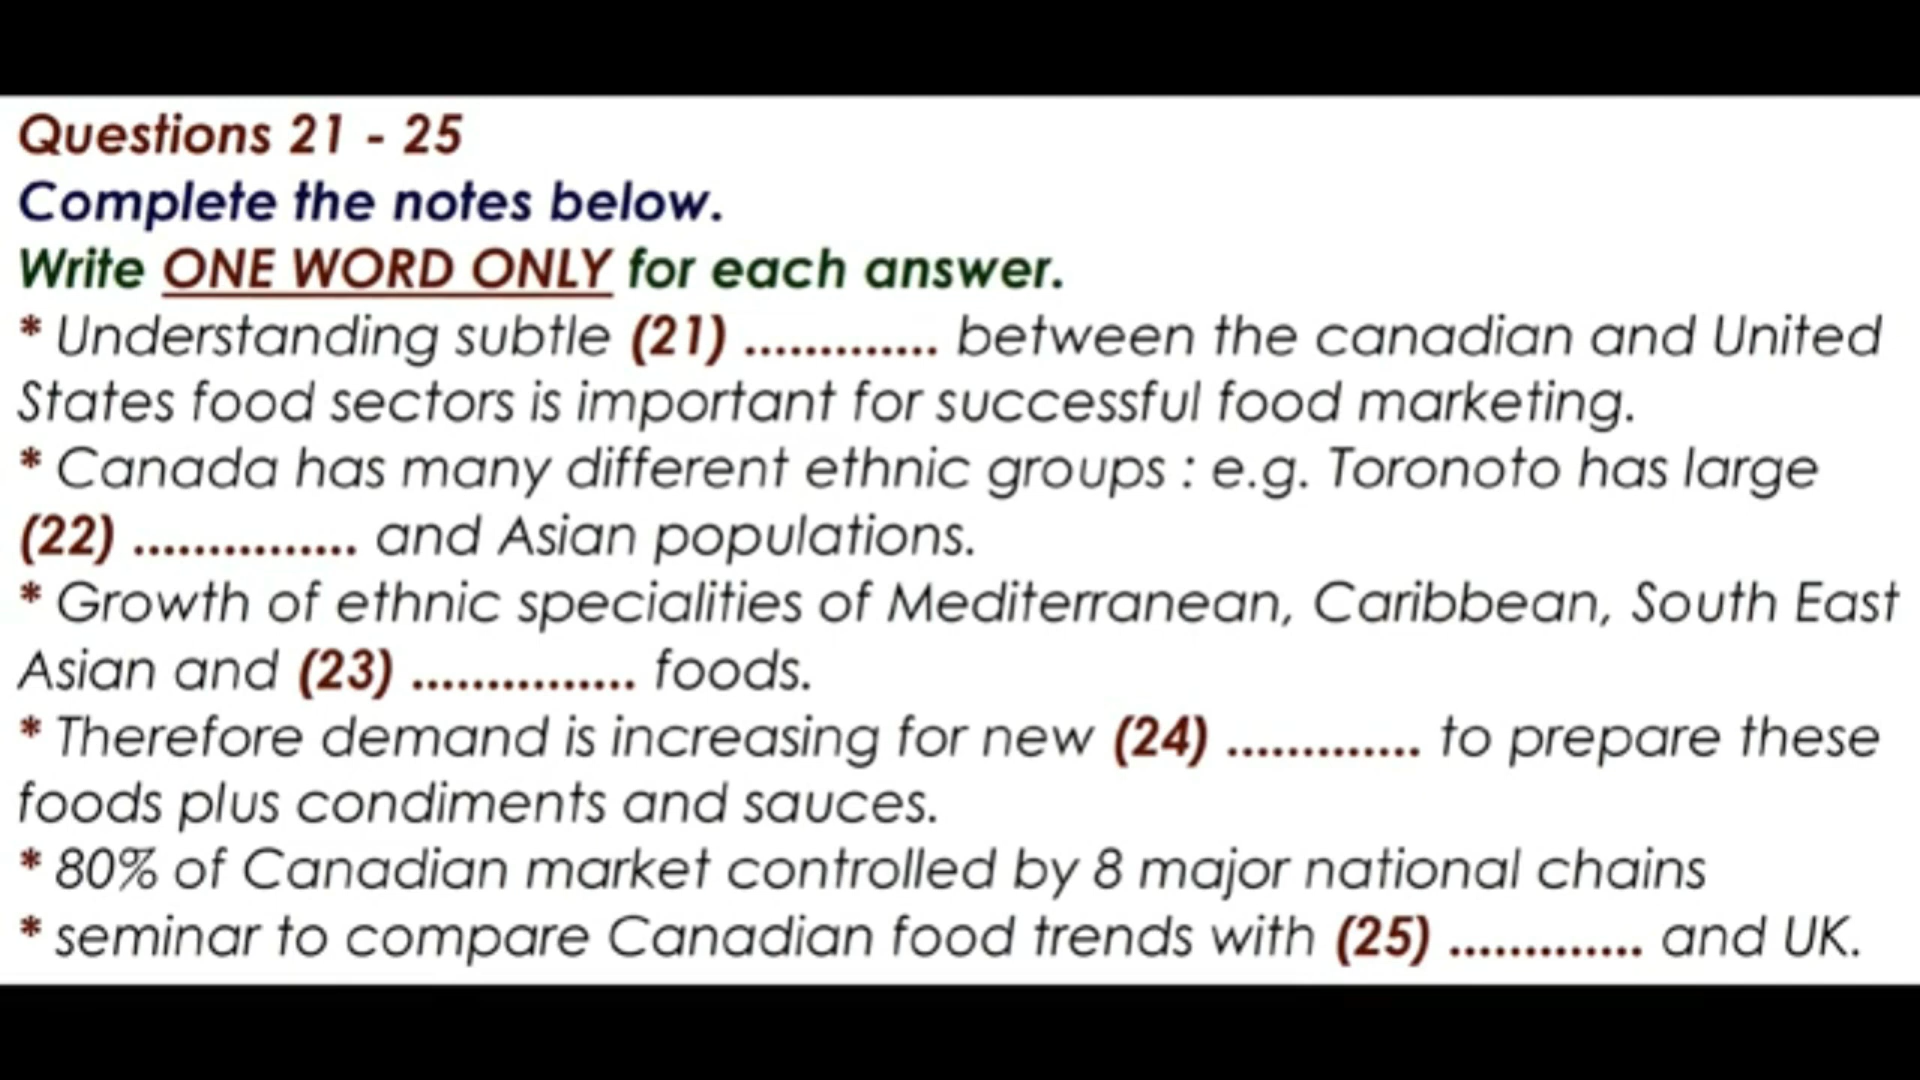 Questions 21 - 25
Complete the notes below.
Write ONE WORD ONLY for each answer.
* Understanding subtle (21) ............. between the canadian and United
States food sectors is important for successful food marketing.
* Canada has many different ethnic groups : e.g. Toronoto has large
(22) ............... and Asian populations.
* Growth of ethnic specialities of Mediterranean, Caribbean, South East
Asian and (23) ............... foods.
* Therefore demand is increasing for new (24) ............. to prepare these
foods plus condiments and sauces.
* 80% of Canadian market controlled by 8 major national chains
* seminar to compare Canadian food trends with (25) ............. and UK.